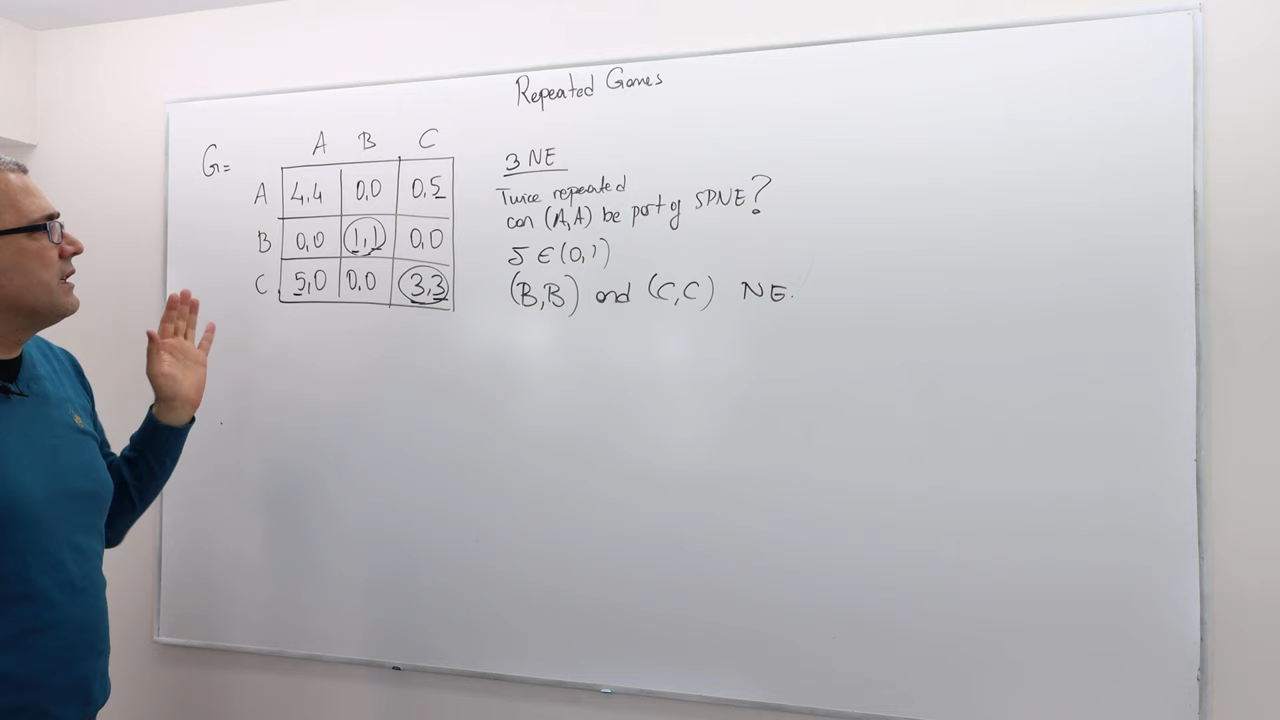 Repeated Games
G=
A B C
A 4,4 0,0 0,5
B 0,0 1,1 0,0
C 5,0 0,0 3,3
3 NE
Twice repeated
can (A,A) be part of SPNE?
δ ∈ (0,1)
(B,B) and (C,C) NE.